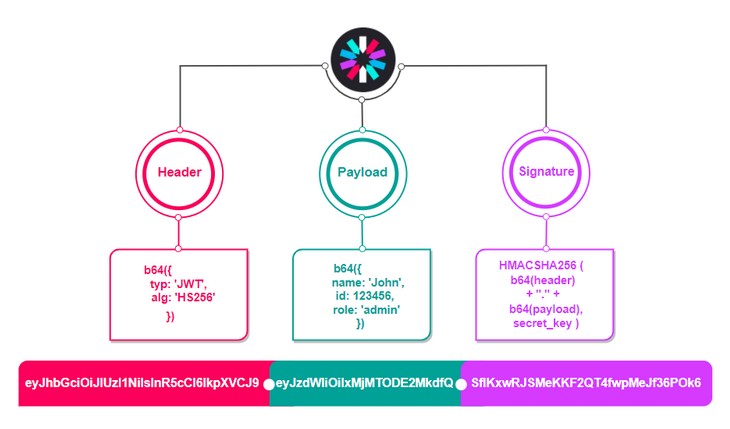 Header
Payload
Signature
b64({
typ: 'JWT',
alg: 'HS256'
})
b64({
name: 'John',
id: 123456,
role: 'admin'
})
HMACSHA256 (
b64(header)
+ "." +
b64(payload),
secret_key )
eyJhbGciOiJIUzI1NiIsInR5cCI6IkpXVCJ9
eyJzdWIiOiIxMjMTODE2MkdfQ
SflKxwRJSMeKKF2QT4fwpMeJf36POk6